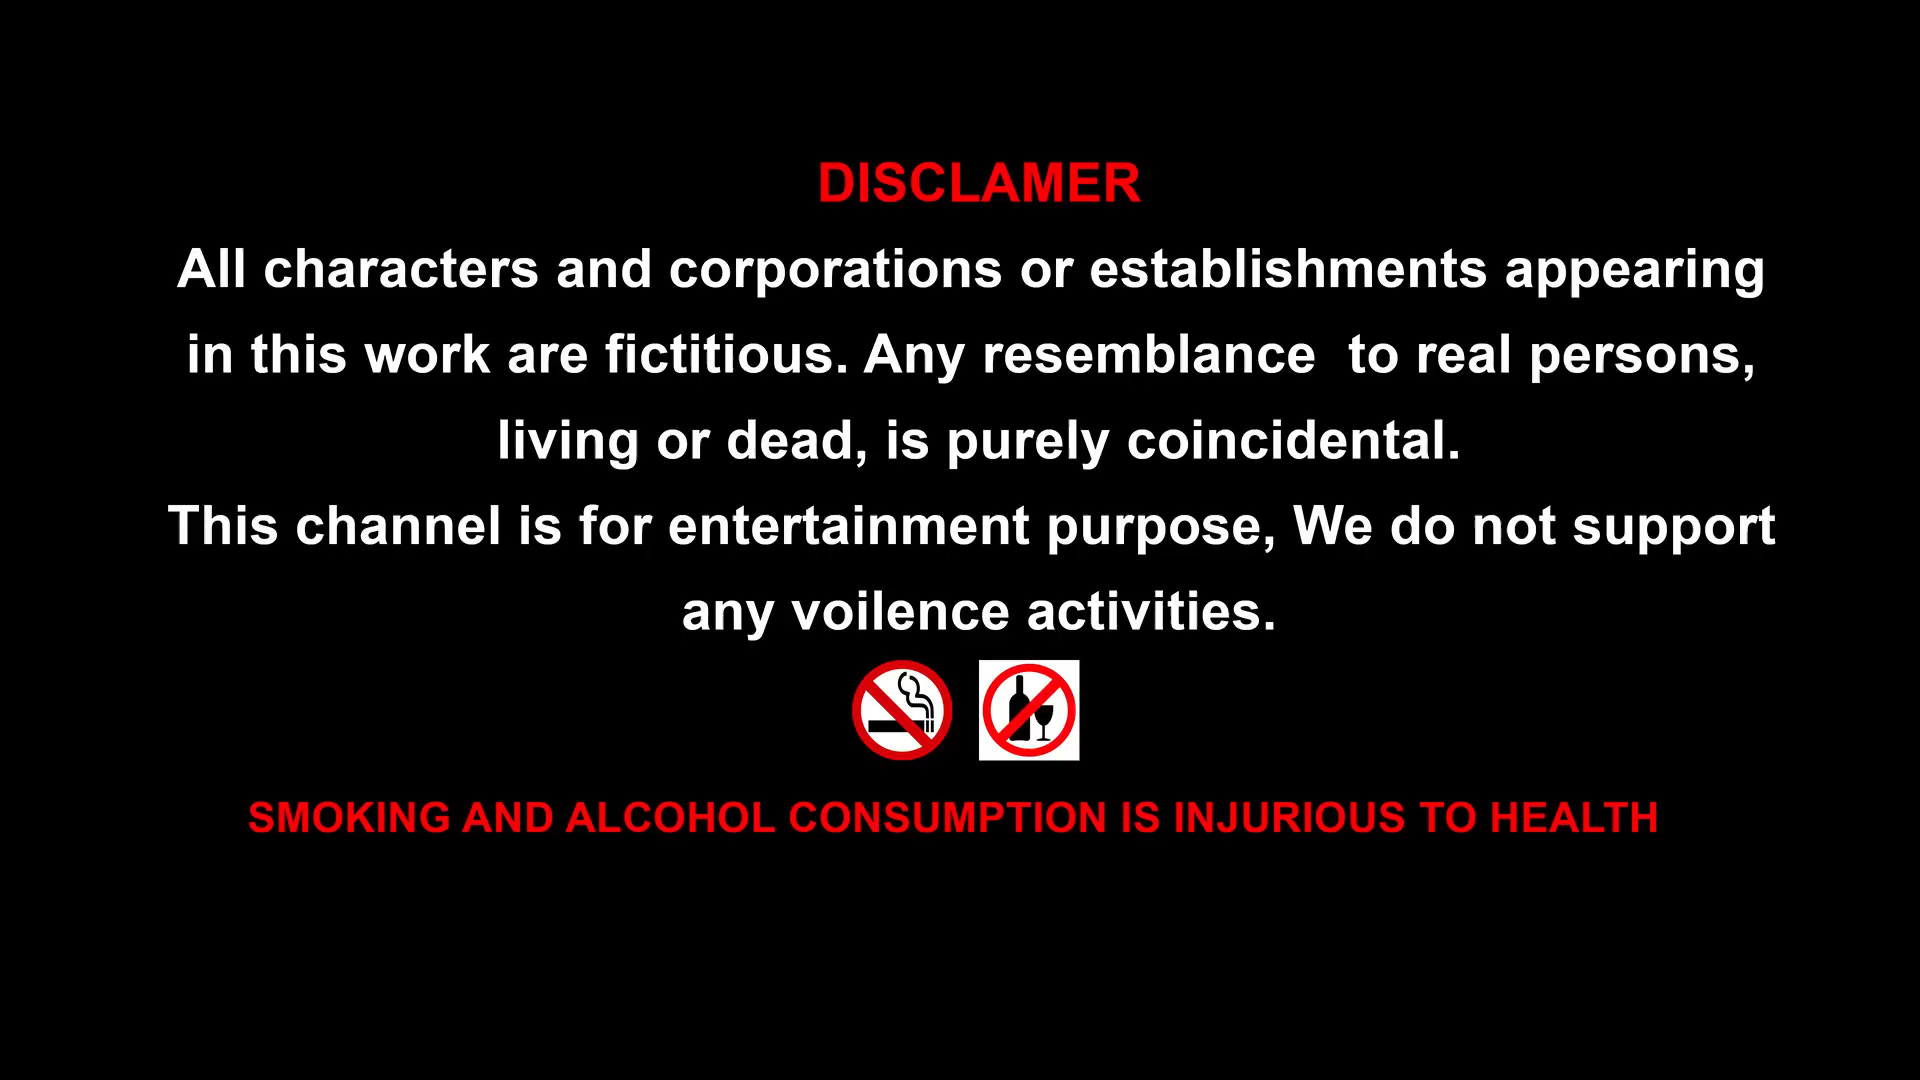 DISCLAMER
All characters and corporations or establishments appearing
in this work are fictitious. Any resemblance  to real persons,
living or dead, is purely coincidental.
This channel is for entertainment purpose, We do not support
any voilence activities.
SMOKING AND ALCOHOL CONSUMPTION IS INJURIOUS TO HEALTH